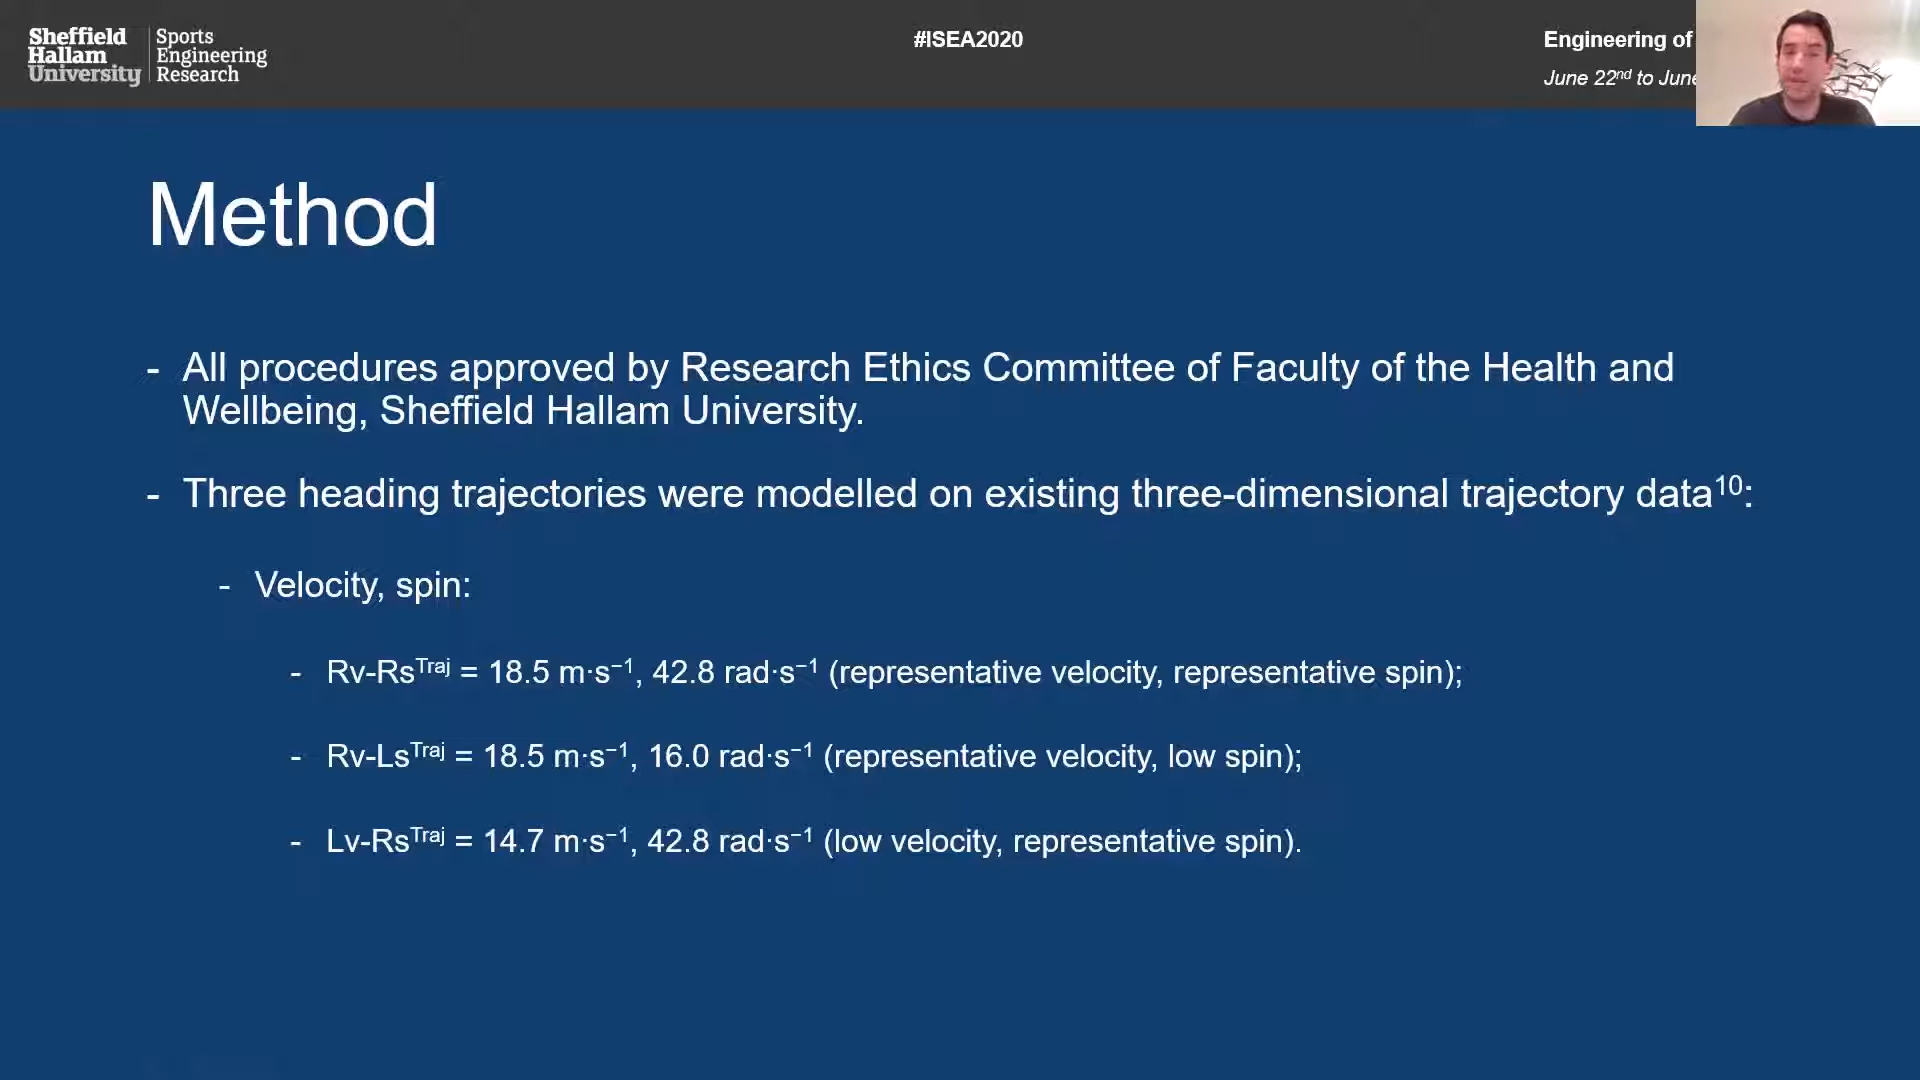 Sheffield
Hallam
University
Sports
Engineering
Research
#ISEA2020
Engineering of
June 22nd to June
Method
- All procedures approved by Research Ethics Committee of Faculty of the Health and
Wellbeing, Sheffield Hallam University.
- Three heading trajectories were modelled on existing three-dimensional trajectory data¹⁰:
- Velocity, spin:
- Rv-Rsᵀʳᵃʲ = 18.5 m·s⁻¹, 42.8 rad·s⁻¹ (representative velocity, representative spin);
- Rv-Lsᵀʳᵃʲ = 18.5 m·s⁻¹, 16.0 rad·s⁻¹ (representative velocity, low spin);
- Lv-Rsᵀʳᵃʲ = 14.7 m·s⁻¹, 42.8 rad·s⁻¹ (low velocity, representative spin).